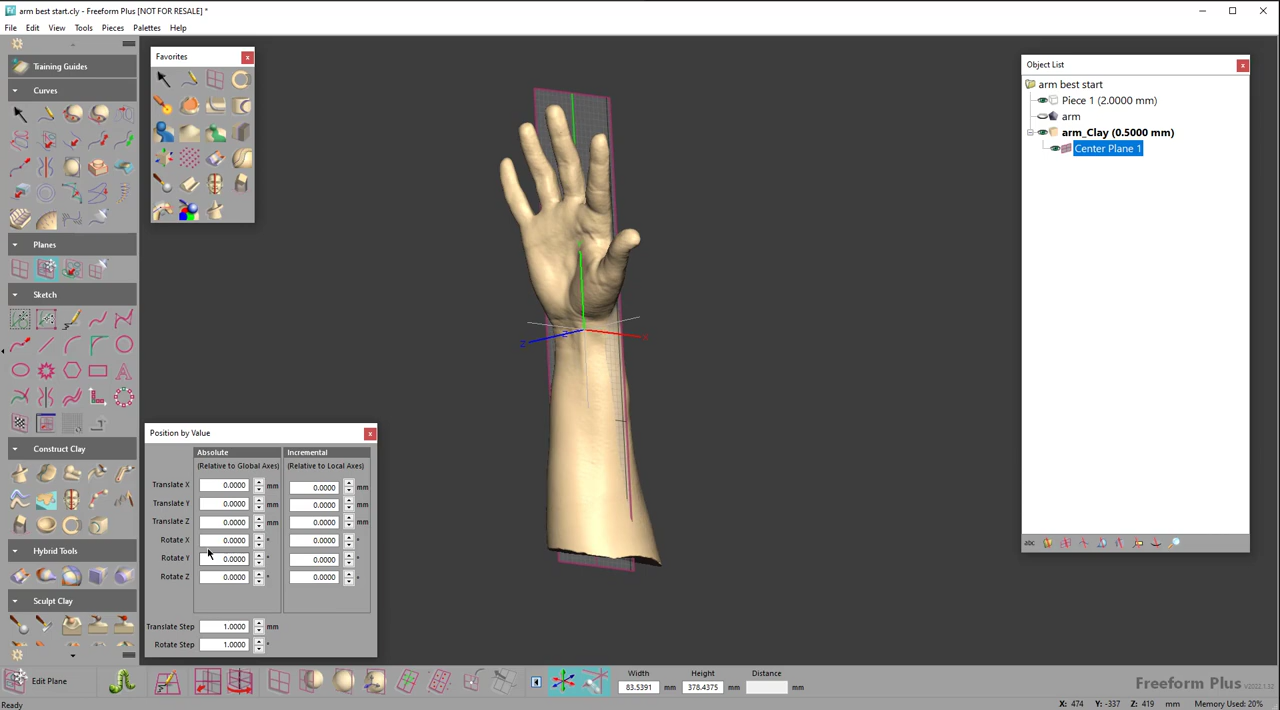 arm best start.cly - Freeform Plus [NOT FOR RESALE] *
File Edit View Tools Pieces Palettes Help
Training Guides
Curves
Planes
Sketch
Construct Clay
Hybrid Tools
Sculpt Clay
Favorites
Object List
arm best start
Piece 1 (2.0000 mm)
arm
arm_Clay (0.5000 mm)
Center Plane 1
abc
Z
X
Position by Value
Absolute Incremental
(Relative to Global Axes) (Relative to Local Axes)
Translate X 0.0000 mm 0.0000 mm
Translate Y 0.0000 mm 0.0000 mm
Translate Z 0.0000 mm 0.0000 mm
Rotate X 0.0000 ° 0.0000 °
Rotate Y 0.0000 ° 0.0000 °
Rotate Z 0.0000 ° 0.0000 °
Translate Step 1.0000 mm
Rotate Step 1.0000 °
Edit Plane
Width Height Distance
83.5391 mm 378.4375 mm mm
Freeform Plus V2022.1.32
Ready
X: 474 Y: -337 Z: 419 mm Memory Used: 20%